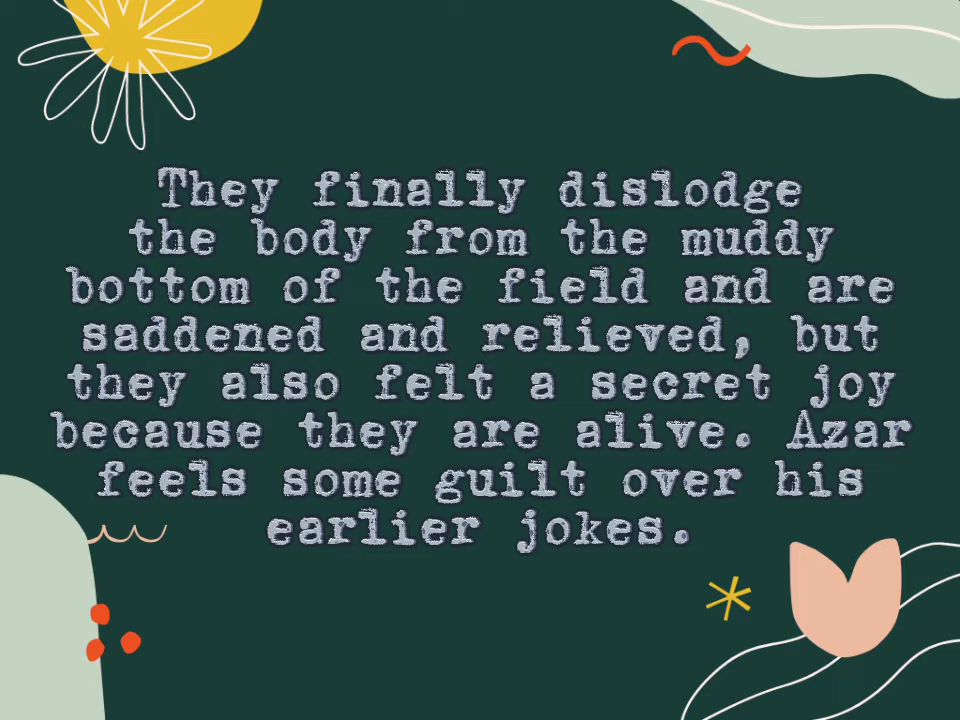 They finally dislodge
the body from the muddy
bottom of the field and are
saddened and relieved, but
they also felt a secret joy
because they are alive. Azar
feels some guilt over his
earlier jokes.